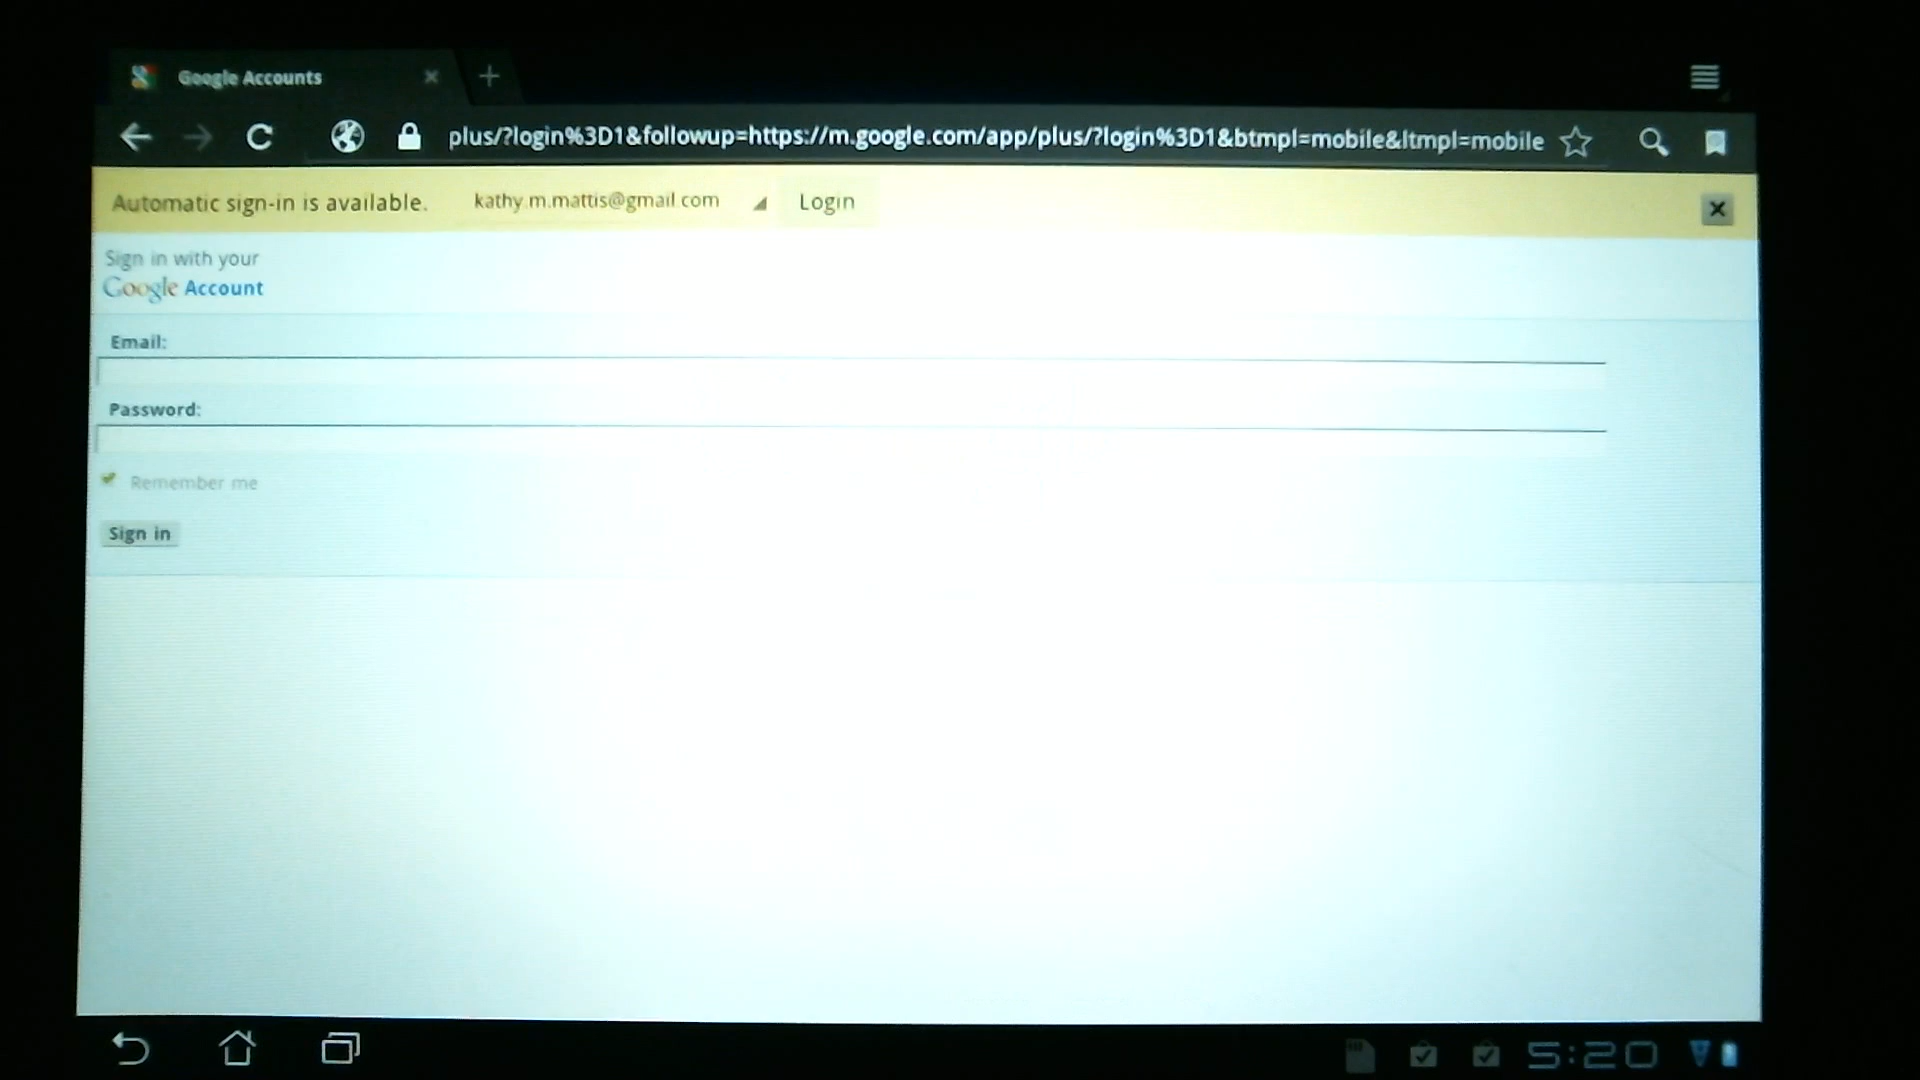 Google Accounts
plus/?login%3D1&followup=https://m.google.com/app/plus/?login%3D1&btmpl=mobile&ltmpl=mobile
Automatic sign-in is available. kathy.m.mattis@gmail.com Login
Sign in with your
Google Account
Email:
Password:
Remember me
Sign in
5:20